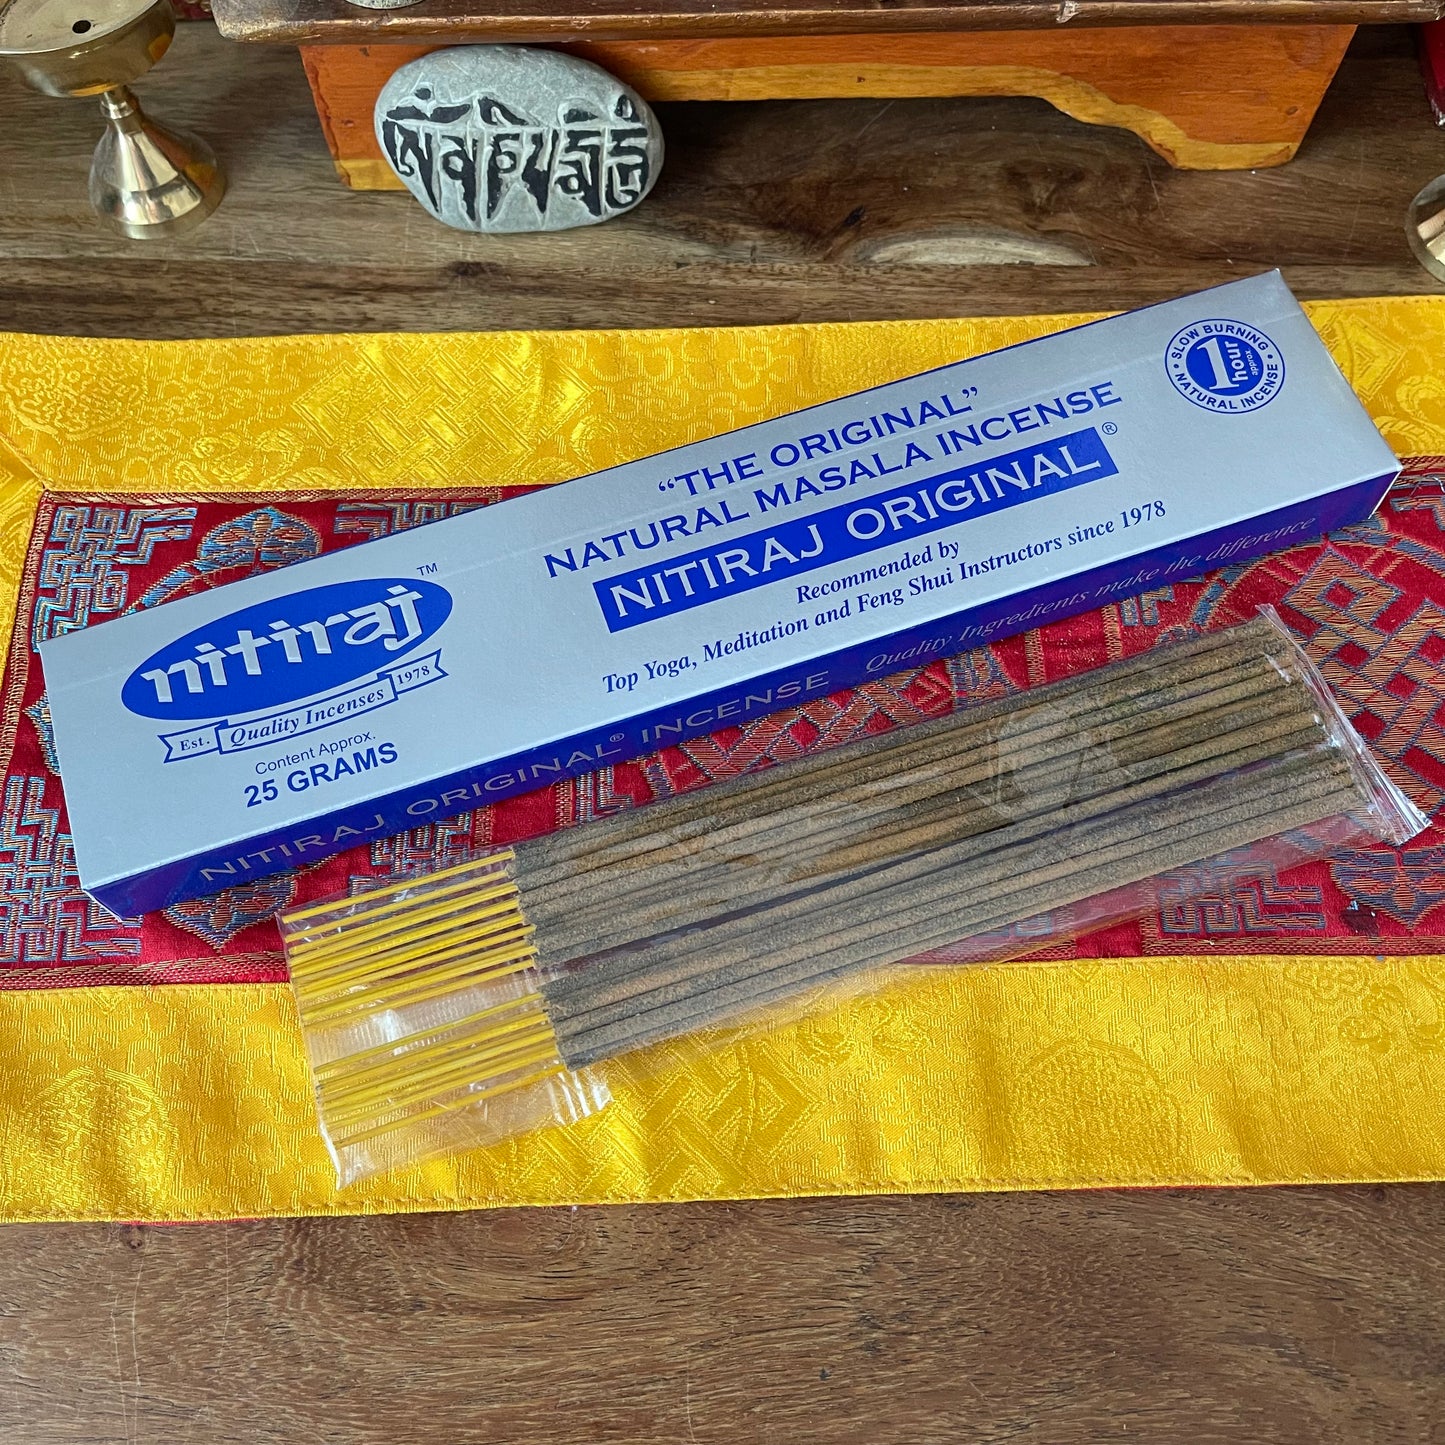 ཨོཾ་མ་ཎི་པདྨེ་ཧཱུྃ
SLOW BURNING
1 hour
approx.
• NATURAL INCENSE •
“THE ORIGINAL”
NATURAL MASALA INCENSE
NITIRAJ ORIGINAL®
Recommended by
Top Yoga, Meditation and Feng Shui Instructors since 1978
nitiraj™
Est. Quality Incenses 1978
Content Approx.
25 GRAMS
NITIRAJ ORIGINAL® INCENSE Quality Ingredients make the difference